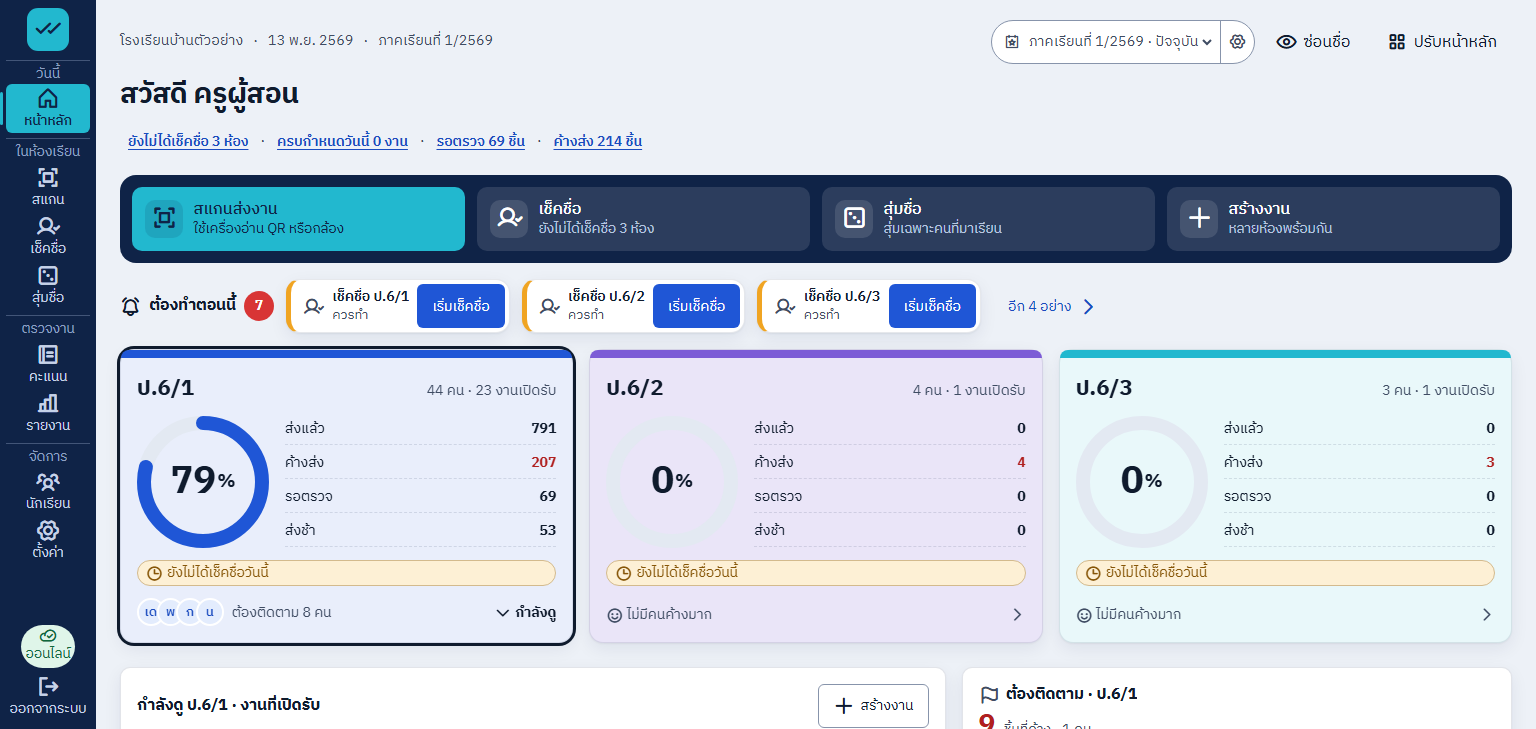 วันนี้
หน้าหลัก
ในห้องเรียน
สแกน
เช็คชื่อ
สุ่มชื่อ
ตรวจงาน
คะแนน
รายงาน
จัดการ
นักเรียน
ตั้งค่า
ออนไลน์
ออกจากระบบ
โรงเรียนบ้านตัวอย่าง · 13 พ.ย. 2569 · ภาคเรียนที่ 1/2569
ภาคเรียนที่ 1/2569 · ปัจจุบัน
ซ่อนชื่อ
ปรับหน้าหลัก
สวัสดี ครูผู้สอน
ยังไม่ได้เช็คชื่อ 3 ห้อง · ครบกำหนดวันนี้ 0 งาน · รอตรวจ 69 ชิ้น · ค้างส่ง 214 ชิ้น
สแกนส่งงาน
ใช้เครื่องอ่าน QR หรือกล้อง
เช็คชื่อ
ยังไม่ได้เช็คชื่อ 3 ห้อง
สุ่มชื่อ
สุ่มเฉพาะคนที่มาเรียน
สร้างงาน
หลายห้องพร้อมกัน
ต้องทำตอนนี้ 7
เช็คชื่อ ป.6/1
ควรทำ
เริ่มเช็คชื่อ
เช็คชื่อ ป.6/2
ควรทำ
เริ่มเช็คชื่อ
เช็คชื่อ ป.6/3
ควรทำ
เริ่มเช็คชื่อ
อีก 4 อย่าง
ป.6/1
44 คน · 23 งานเปิดรับ
79%
ส่งแล้ว 791
ค้างส่ง 207
รอตรวจ 69
ส่งช้า 53
ยังไม่ได้เช็คชื่อวันนี้
เด พ ก น ต้องติดตาม 8 คน
กำลังดู
ป.6/2
4 คน · 1 งานเปิดรับ
0%
ส่งแล้ว 0
ค้างส่ง 4
รอตรวจ 0
ส่งช้า 0
ยังไม่ได้เช็คชื่อวันนี้
ไม่มีคนค้างมาก
ป.6/3
3 คน · 1 งานเปิดรับ
0%
ส่งแล้ว 0
ค้างส่ง 3
รอตรวจ 0
ส่งช้า 0
ยังไม่ได้เช็คชื่อวันนี้
ไม่มีคนค้างมาก
กำลังดู ป.6/1 · งานที่เปิดรับ
สร้างงาน
ต้องติดตาม · ป.6/1
9 ชิ้นที่ค้าง · 1 คน